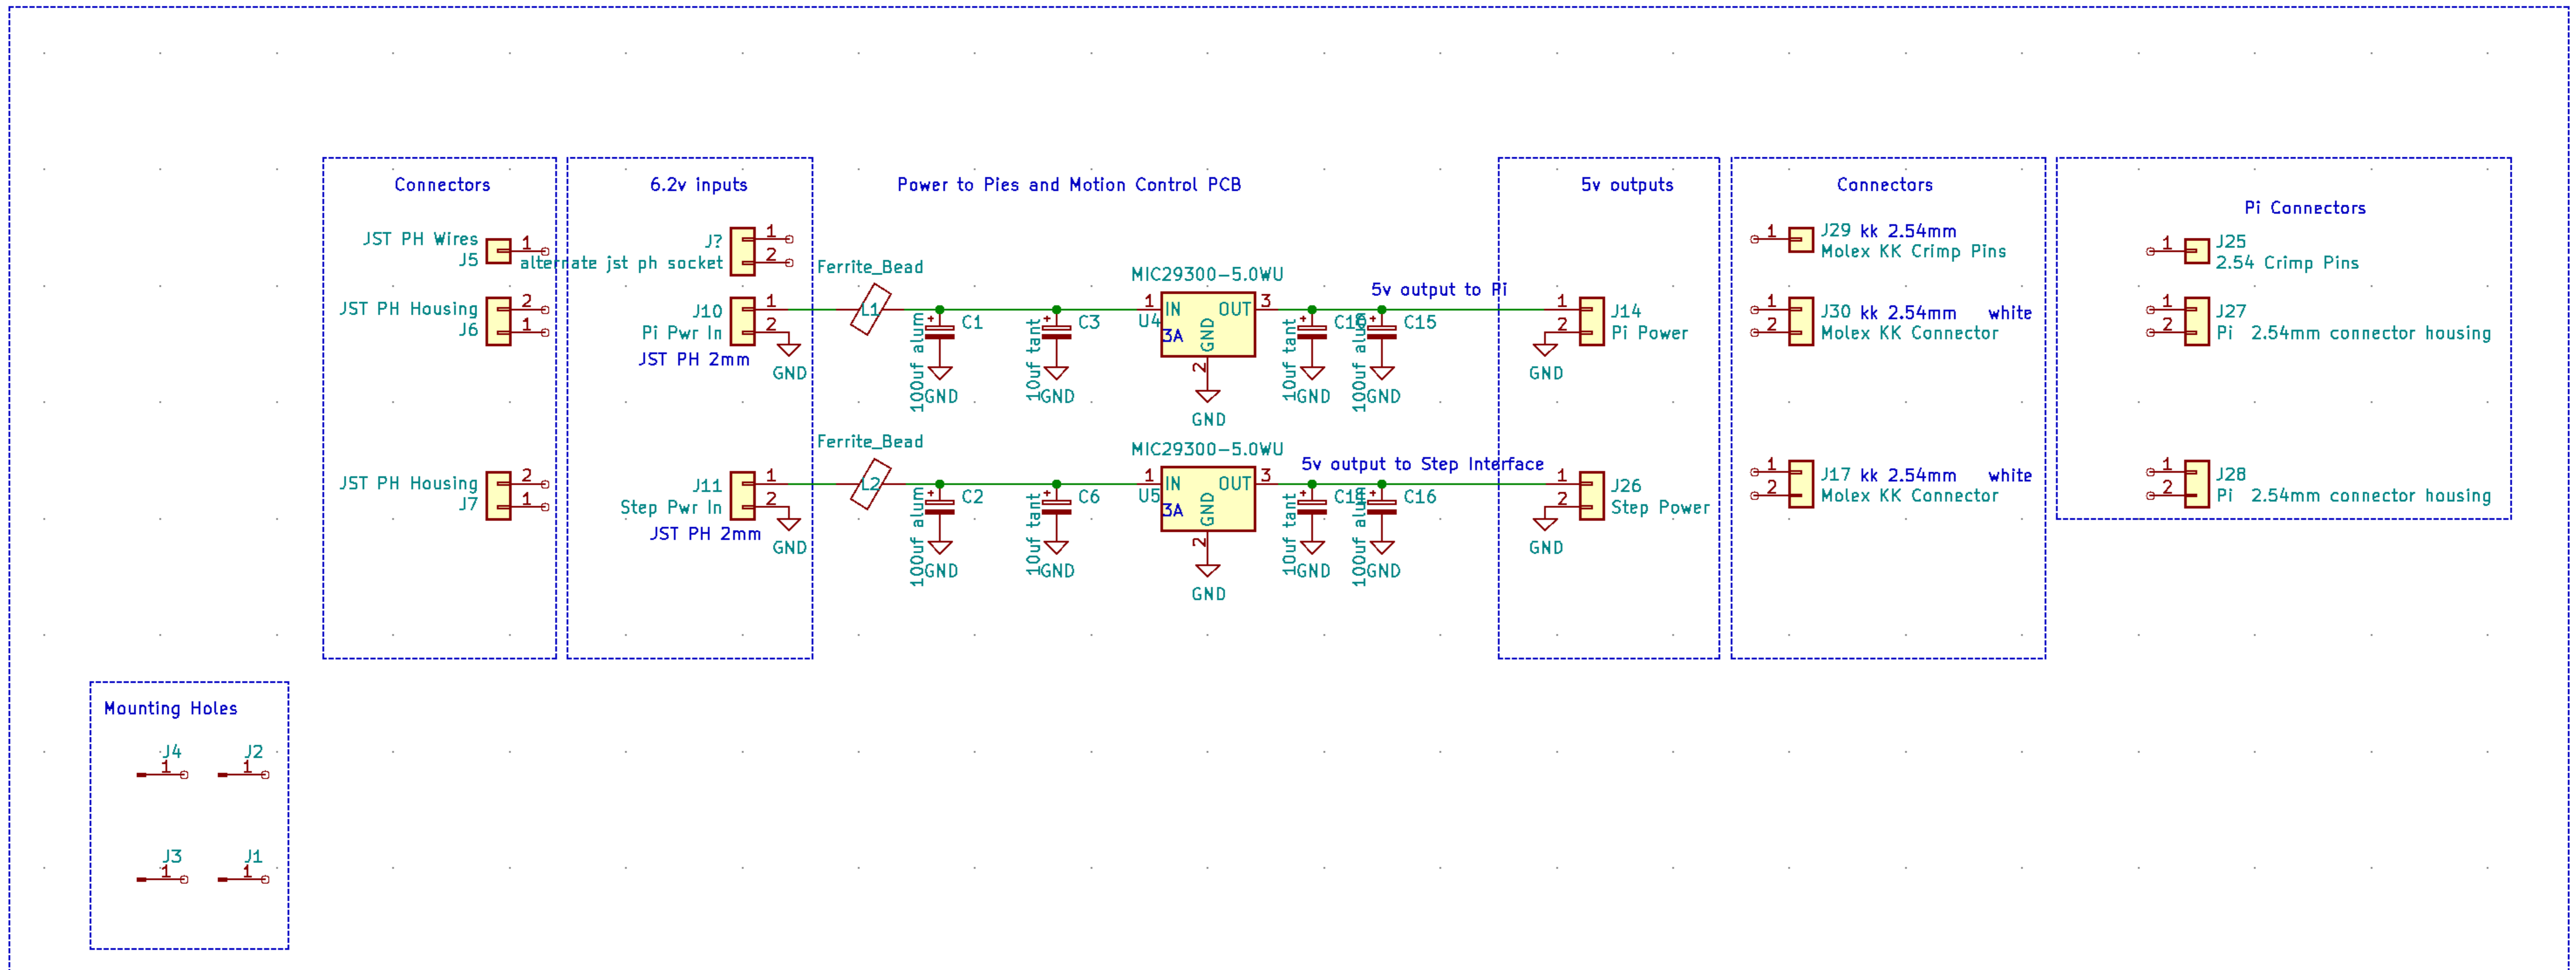 Connectors
JST PH Wires
J5
1
JST PH Housing
J6
2
1
JST PH Housing
J7
2
1
6.2v inputs
J?
alternate jst ph socket
1
2
J10
Pi Pwr In
JST PH 2mm
1
2
GND
J11
Step Pwr In
JST PH 2mm
1
2
GND
Power to Pies and Motion Control PCB
Ferrite_Bead
L1
C1
100uf alum
GND
C3
10uf tant
GND
MIC29300-5.0WU
U4
1
IN
OUT
3
3A
GND
2
GND
10uf tant
GND
C15
100uf alum
GND
5v output to Pi
Ferrite_Bead
L2
C2
100uf alum
GND
C6
10uf tant
GND
MIC29300-5.0WU
U5
1
IN
OUT
3
3A
GND
2
GND
10uf tant
GND
C16
100uf alum
GND
5v output to Step Interface
5v outputs
1
2
J14
Pi Power
GND
1
2
J26
Step Power
GND
Connectors
1
J29 kk 2.54mm
Molex KK Crimp Pins
1
2
J30 kk 2.54mm white
Molex KK Connector
1
2
J17 kk 2.54mm white
Molex KK Connector
Pi Connectors
1
J25
2.54 Crimp Pins
1
2
J27
Pi 2.54mm connector housing
1
2
J28
Pi 2.54mm connector housing
Mounting Holes
J4
1
J2
1
J3
1
J1
1